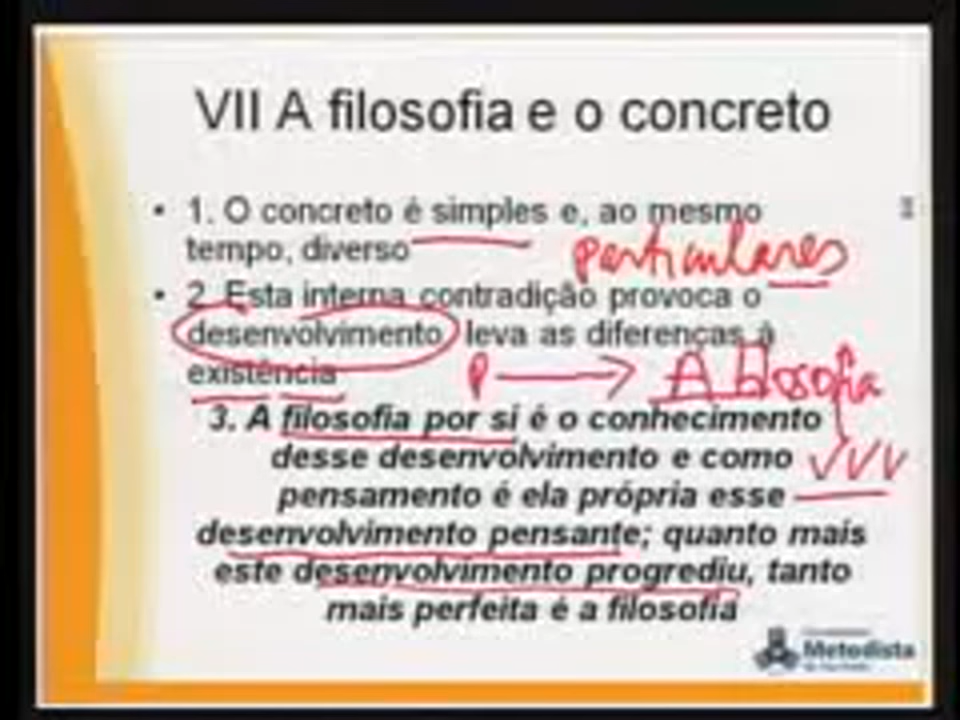 VII A filosofia e o concreto
• 1. O concreto é simples e, ao mesmo
tempo, diverso
particulares
• 2. Esta interna contradição provoca o
desenvolvimento leva as diferenças à
existência
P → A filosofia
3. A filosofia por si é o conhecimento
desse desenvolvimento e como
pensamento é ela própria esse
desenvolvimento pensante; quanto mais
este desenvolvimento progrediu, tanto
mais perfeita é a filosofia
Metodista